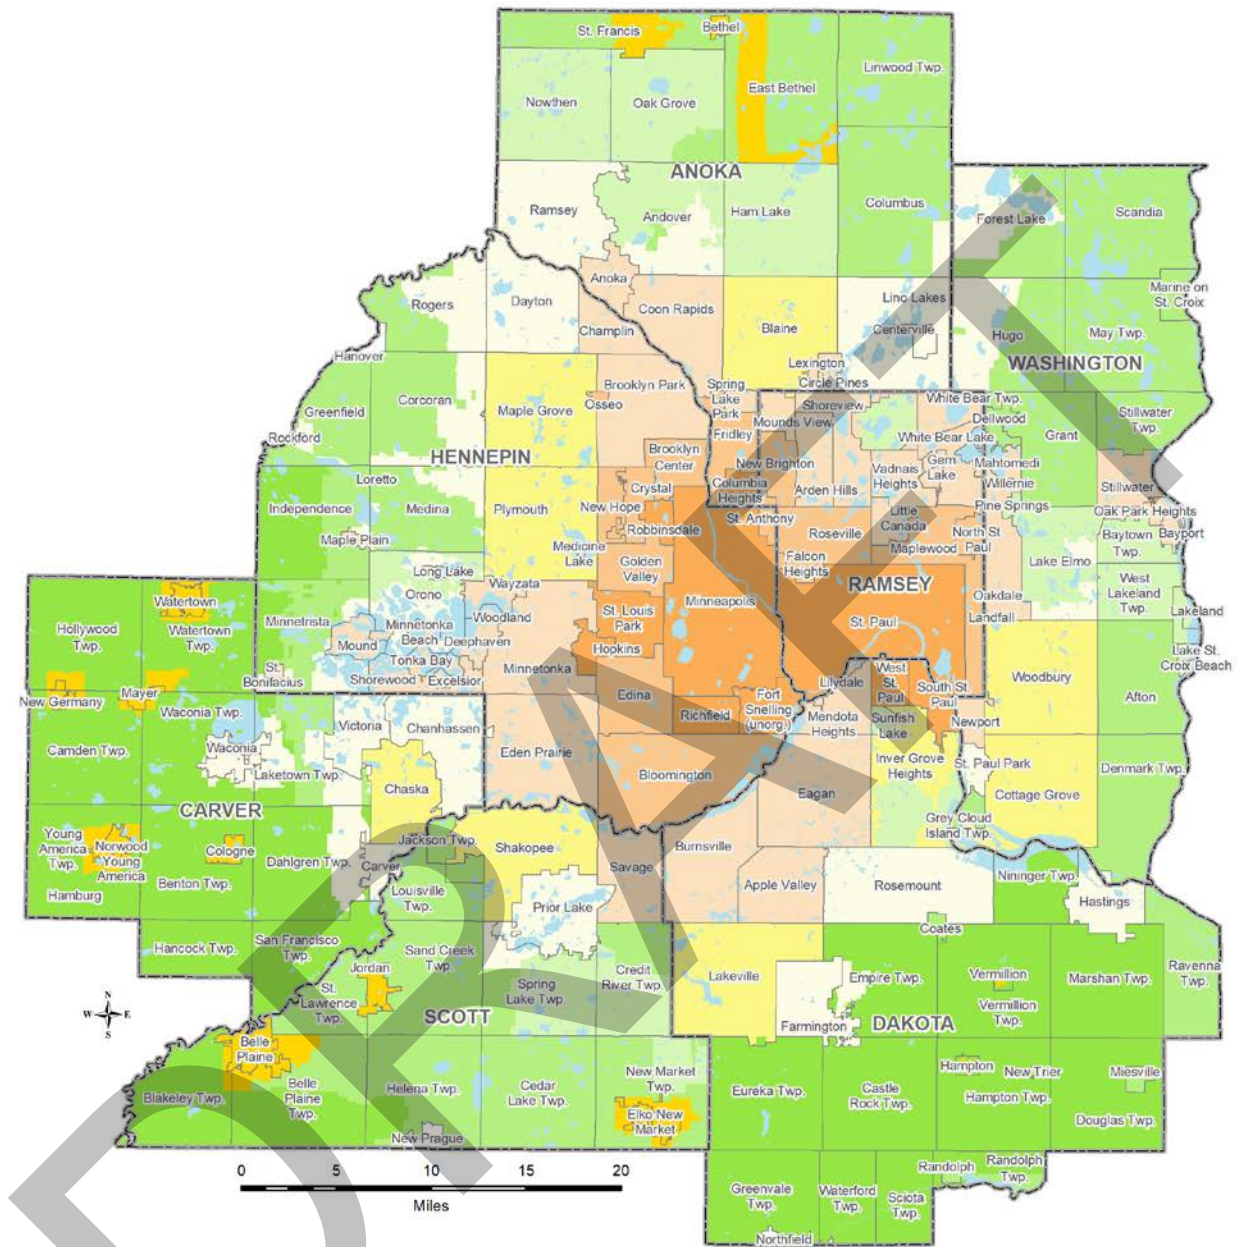 St. Francis
Bethel
Linwood Twp.
Nowthen
Oak Grove
East Bethel
ANOKA
Ramsey
Andover
Ham Lake
Columbus
Forest Lake
Scandia
Rogers
Dayton
Anoka
Coon Rapids
Champlin
Blaine
Lino Lakes
Centerville
Hugo
Marine on
St. Croix
May Twp.
WASHINGTON
Hanover
Lexington
Circle Pines
Corcoran
Greenfield
Rockford
Maple Grove
Osseo
Brooklyn Park
Spring
Lake
Park
Fridley
Shoreview
Mounds View
White Bear Twp.
Dellwood
White Bear Lake
Grant
Stillwater
Twp.
HENNEPIN
Brooklyn
Center
New Brighton
Columbia
Heights
Arden Hills
Vadnais
Heights
Gem
Lake
Mahtomedi
Willernie
Pine Springs
Stillwater
Oak Park Heights
Loretto
Independence
Medina
Plymouth
Crystal
New Hope
Robbinsdale
St. Anthony
Roseville
Little
Canada
Maplewood
North St.
Paul
Baytown
Twp.
Bayport
Maple Plain
Medicine
Lake
Golden
Valley
Falcon
Heights
RAMSEY
Lake Elmo
West
Lakeland
Twp.
Long Lake
Orono
Wayzata
Woodland
Minneapolis
St. Louis
Park
St. Paul
Oakdale
Landfall
Lakeland
Lake St.
Croix Beach
Watertown
Watertown
Twp.
Hollywood
Twp.
Minnetrista
Minnetonka
Beach
Deephaven
Mound
Tonka Bay
Shorewood
Excelsior
Minnetonka
Hopkins
St.
Bonifacius
Edina
Richfield
Fort
Snelling
(unorg.)
Lilydale
West
St.
Paul
South St.
Paul
Woodbury
Afton
New Germany
Mayer
Waconia Twp.
Camden Twp.
Waconia
Laketown Twp.
Victoria
Chanhassen
Eden Prairie
Bloomington
Mendota
Heights
Sunfish
Lake
Newport
Inver Grove
Heights
St. Paul Park
Denmark Twp.
Cottage Grove
Grey Cloud
Island Twp.
Eagan
Chaska
CARVER
Young
America
Twp.
Norwood
Young
America
Cologne
Dahlgren Twp.
Carver
Jackson Twp.
Shakopee
Savage
Burnsville
Hamburg
Benton Twp.
Louisville
Twp.
Prior Lake
Apple Valley
Rosemount
Nininger Twp.
Hastings
Hancock Twp.
San Francisco
Twp.
Sand Creek
Twp.
Coates
Jordan
St.
Lawrence
Twp.
Spring
Lake Twp.
Credit
River Twp.
Lakeville
Empire Twp.
Vermillion
Vermillion
Twp.
Marshan Twp.
Ravenna
Twp.
SCOTT
Farmington
DAKOTA
Belle
Plaine
Belle
Plaine
Twp.
Blakeley Twp.
Helena Twp.
Cedar
Lake Twp.
New Market
Twp.
Elko New
Market
New Prague
Eureka Twp.
Castle
Rock Twp.
Hampton
New Trier
Hampton Twp.
Miesville
Douglas Twp.
Greenvale
Twp.
Waterford
Twp.
Sciota
Twp.
Randolph
Randolph
Twp.
Northfield
N
W E
S
0 5 10 15 20
Miles
DRAFT